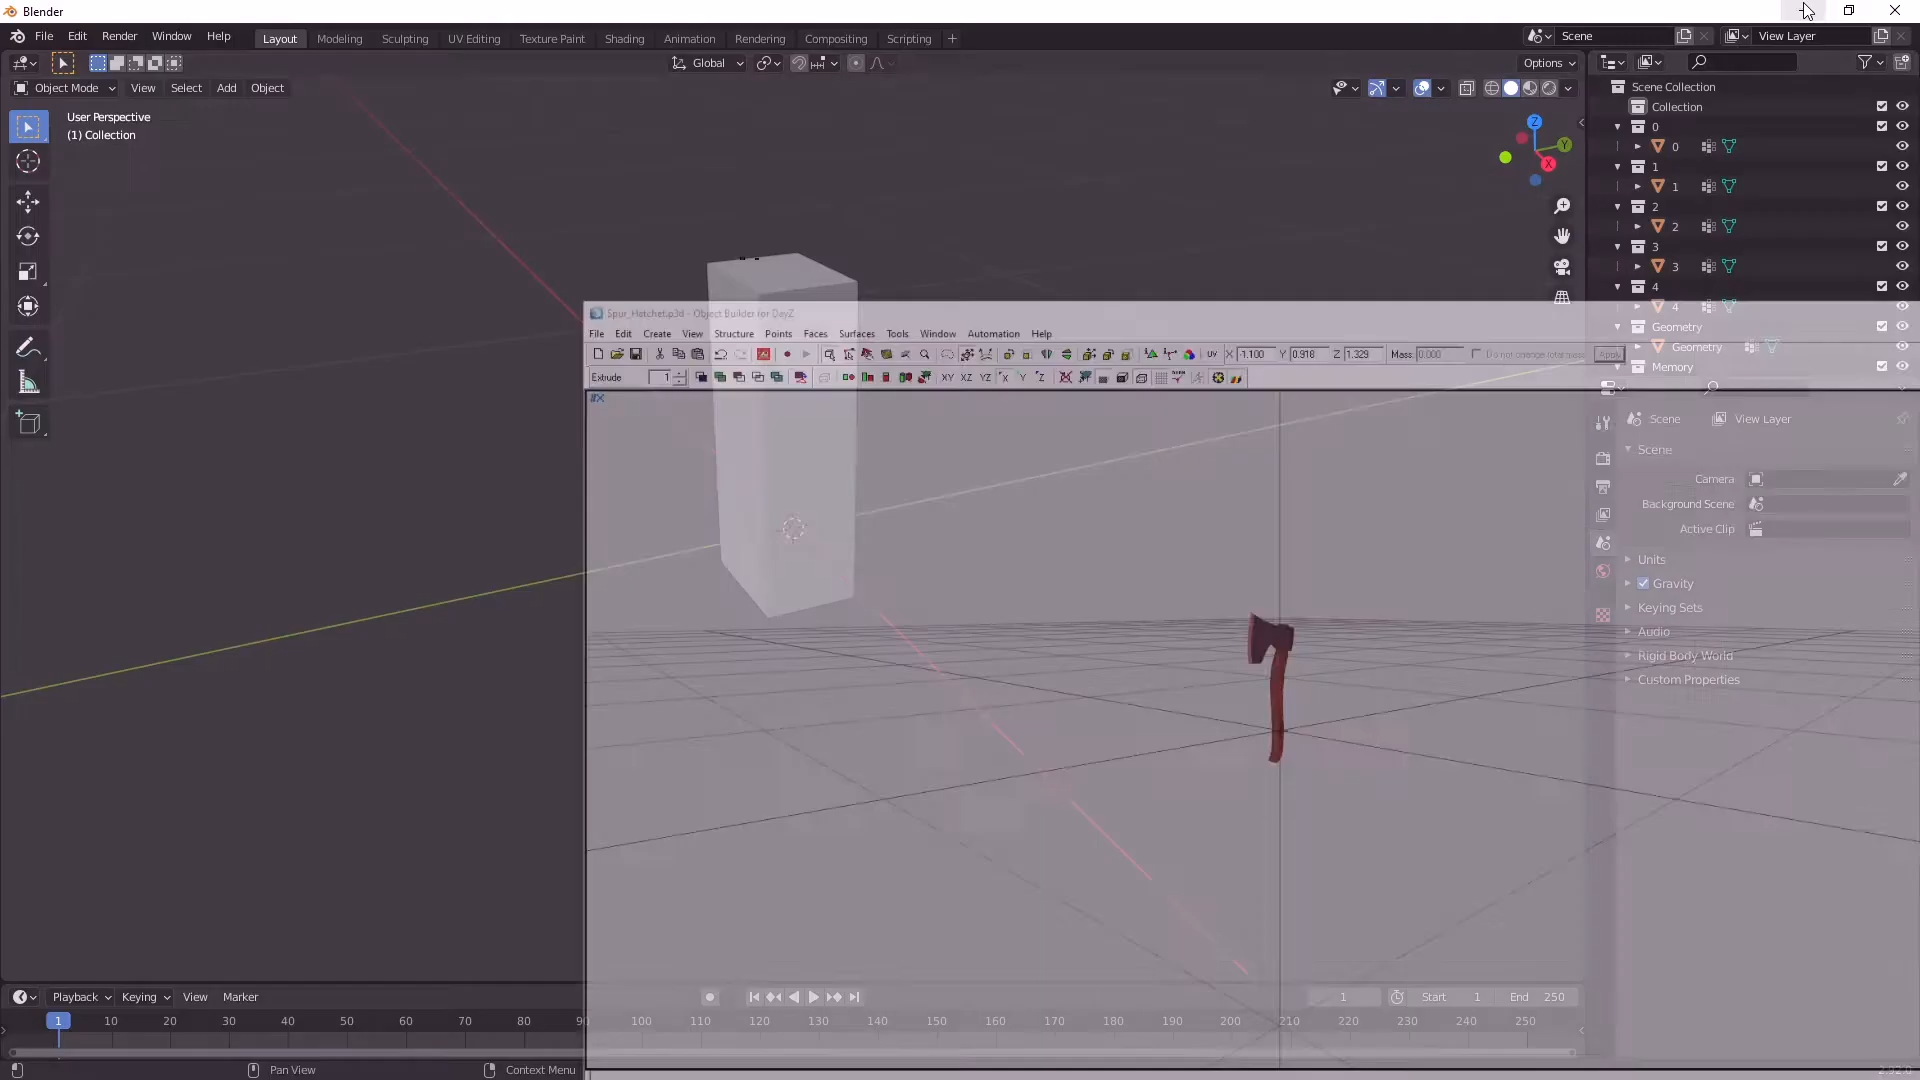 Blender
File Edit Render Window Help
Layout Modeling Sculpting UV Editing Texture Paint Shading Animation Rendering Compositing Scripting +
Scene
View Layer
Global
Options
Object Mode View Select Add Object
User Perspective
(1) Collection
Z
Y
X
Scene Collection
Collection
0
0
1
1
2
2
3
3
4
4
Geometry
Geometry
Memory
Spur_Hatchet.p3d - Object Builder for DayZ
File Edit Create View Structure Points Faces Surfaces Tools Window Automation Help
UV X -1.100 Y 0.918 Z 1.329 Mass: 0.000 Do not change total mass Apply
Extrude 1 XY XZ YZ X Y Z
Scene View Layer
Scene
Camera
Background Scene
Active Clip
Units
Gravity
Keying Sets
Audio
Rigid Body World
Custom Properties
Playback Keying View Marker
1 Start 1 End 250
1 10 20 30 40 50 60 70 80 90 100 110 120 130 140 150 160 170 180 190 200 210 220 230 240 250
Pan View
Context Menu
2.92.0